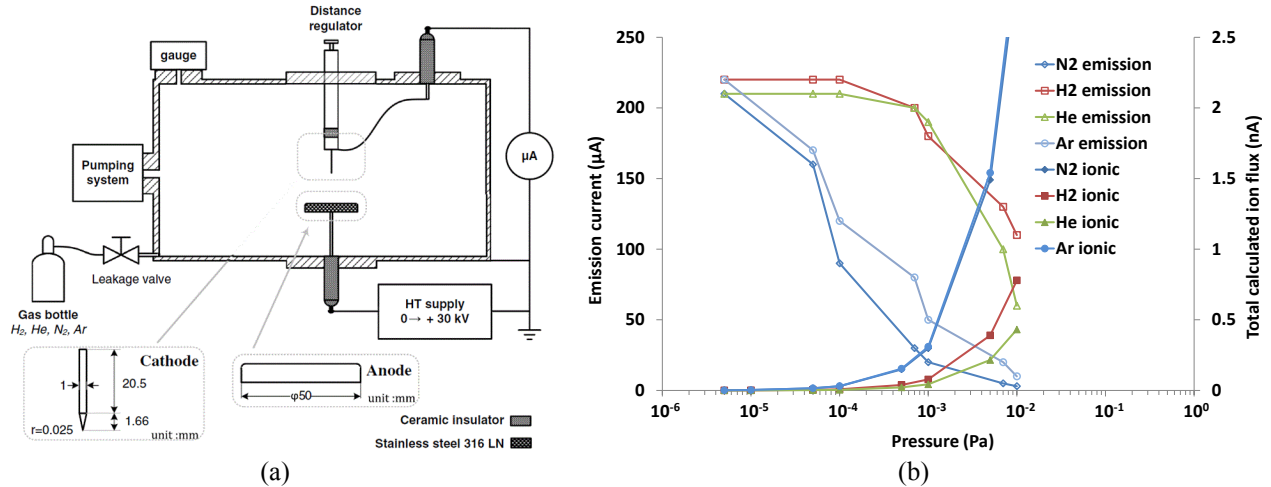 Distance
regulator
gauge
Pumping
system
µA
Leakage valve
Gas bottle
H₂, He, N₂, Ar
HT supply
0→ + 30 kV
Cathode
1
20.5
1.66
r=0.025
unit :mm
Anode
φ50
unit :mm
Ceramic insulator
Stainless steel 316 LN
(a)
Emission current (µA)
250
200
150
100
50
0
Total calculated ion flux (nA)
2.5
2
1.5
1
0.5
0
N2 emission
H2 emission
He emission
Ar emission
N2 ionic
H2 ionic
He ionic
Ar ionic
10⁻⁶ 10⁻⁵ 10⁻⁴ 10⁻³ 10⁻² 10⁻¹ 10⁰
Pressure (Pa)
(b)